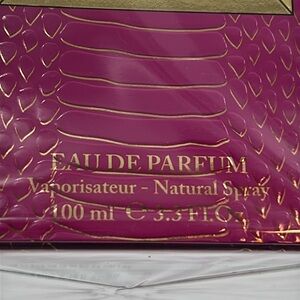 EAU DE PARFUM
Vaporisateur - Natural Spray
100 ml ℮ 3.3 Fl.Oz.